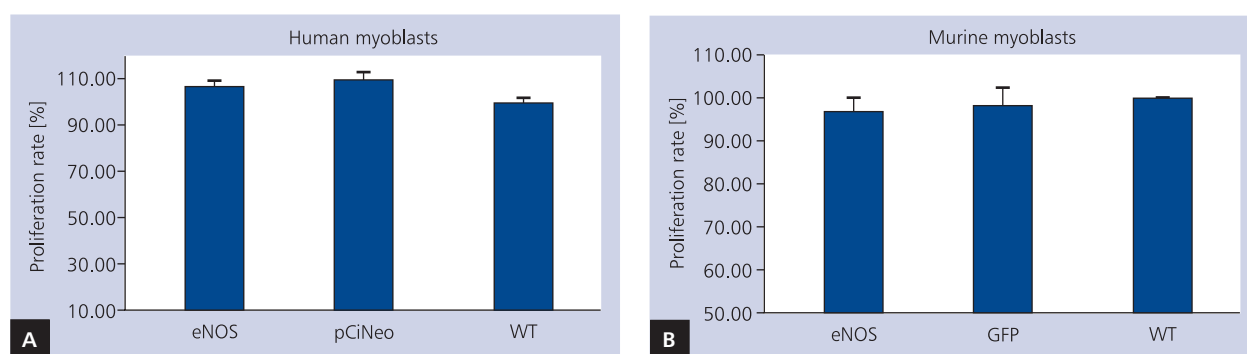 Human myoblasts
Proliferation rate [%]
110.00
90.00
70.00
50.00
30.00
10.00
eNOS pCiNeo WT
A
Murine myoblasts
Proliferation rate [%]
110.00
100.00
90.00
80.00
70.00
60.00
50.00
eNOS GFP WT
B